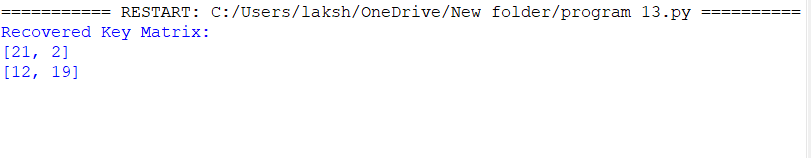 =========== RESTART: C:/Users/laksh/OneDrive/New folder/program 13.py ==========
Recovered Key Matrix:
[21, 2]
[12, 19]